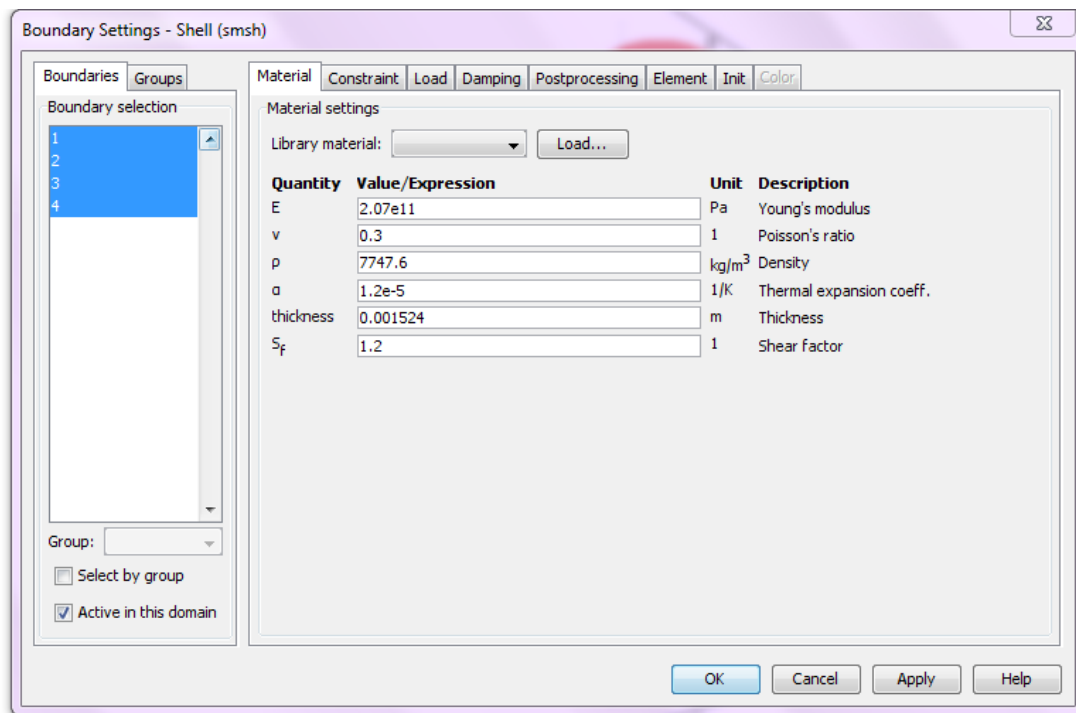 Boundary Settings - Shell (smsh)
Boundaries Groups
Boundary selection
1
2
3
4
Group:
Select by group
Active in this domain
Material Constraint Load Damping Postprocessing Element Init Color
Material settings
Library material: Load...
Quantity Value/Expression Unit Description
E 2.07e11 Pa Young's modulus
ν 0.3 1 Poisson's ratio
ρ 7747.6 kg/m³ Density
α 1.2e-5 1/K Thermal expansion coeff.
thickness 0.001524 m Thickness
Sf 1.2 1 Shear factor
OK Cancel Apply Help